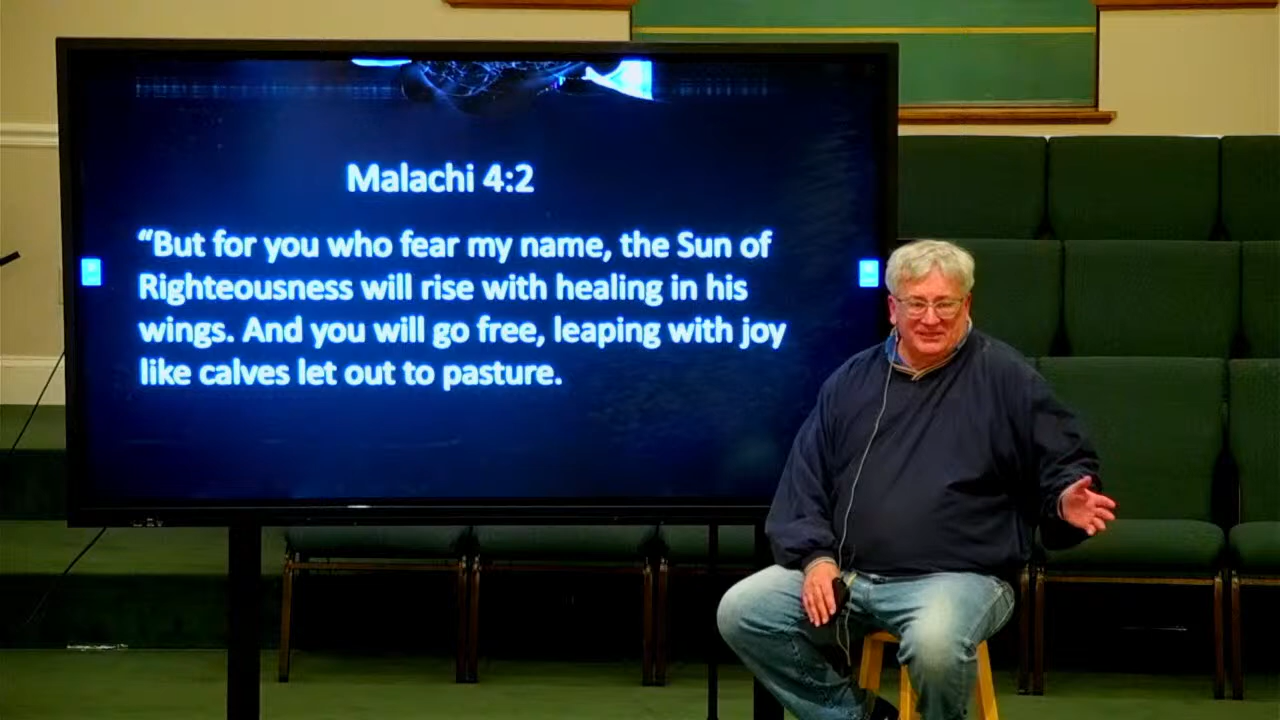 Malachi 4:2
“But for you who fear my name, the Sun of
Righteousness will rise with healing in his
wings. And you will go free, leaping with joy
like calves let out to pasture.